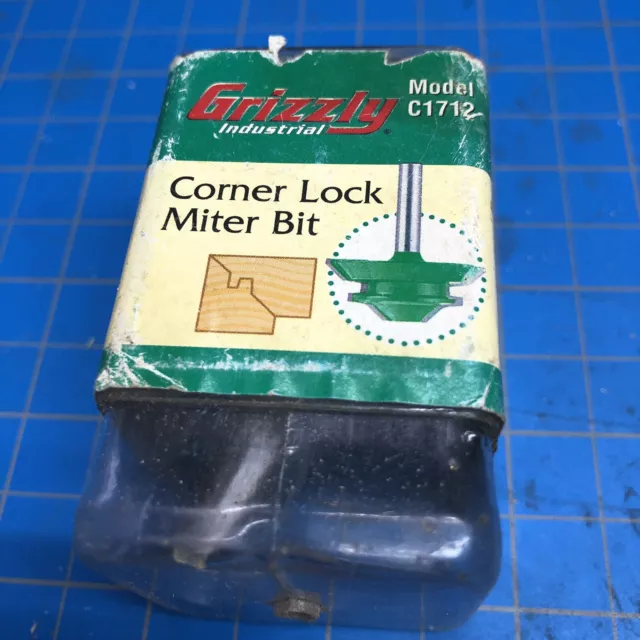 Grizzly
Industrial
Model
C1712
Corner Lock
Miter Bit